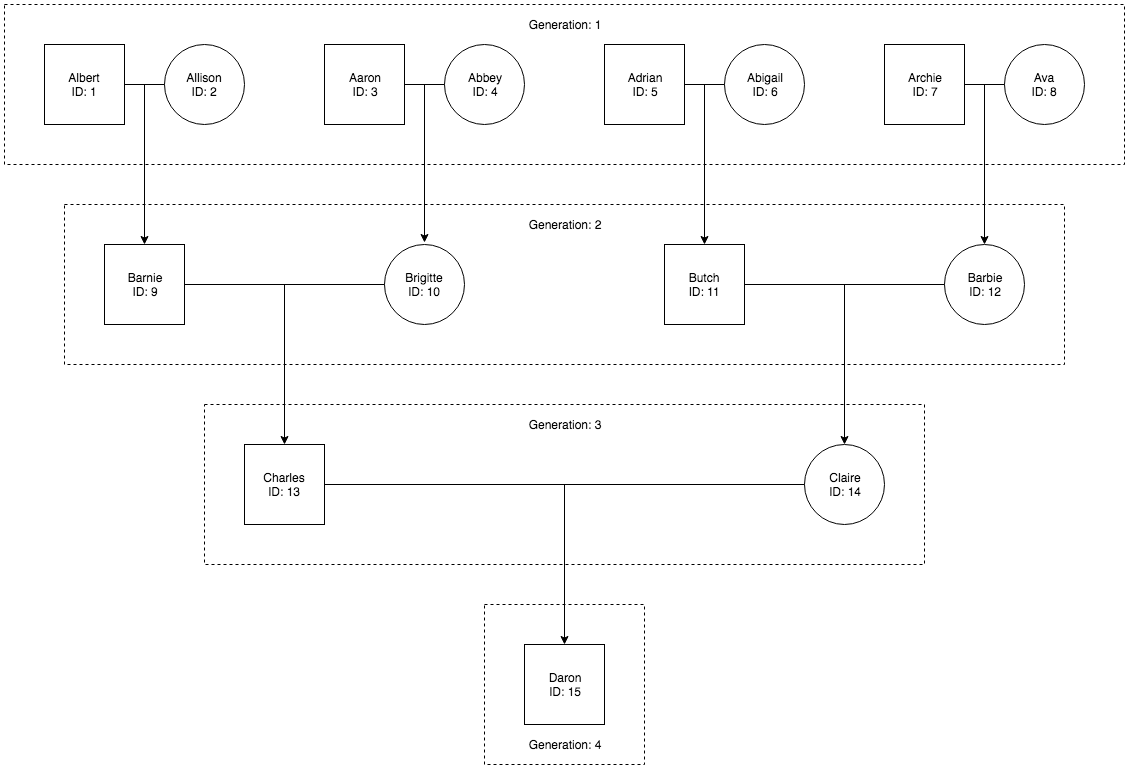 Generation: 1
Albert
ID: 1
Allison
ID: 2
Aaron
ID: 3
Abbey
ID: 4
Adrian
ID: 5
Abigail
ID: 6
Archie
ID: 7
Ava
ID: 8
Generation: 2
Barnie
ID: 9
Brigitte
ID: 10
Butch
ID: 11
Barbie
ID: 12
Generation: 3
Charles
ID: 13
Claire
ID: 14
Daron
ID: 15
Generation: 4